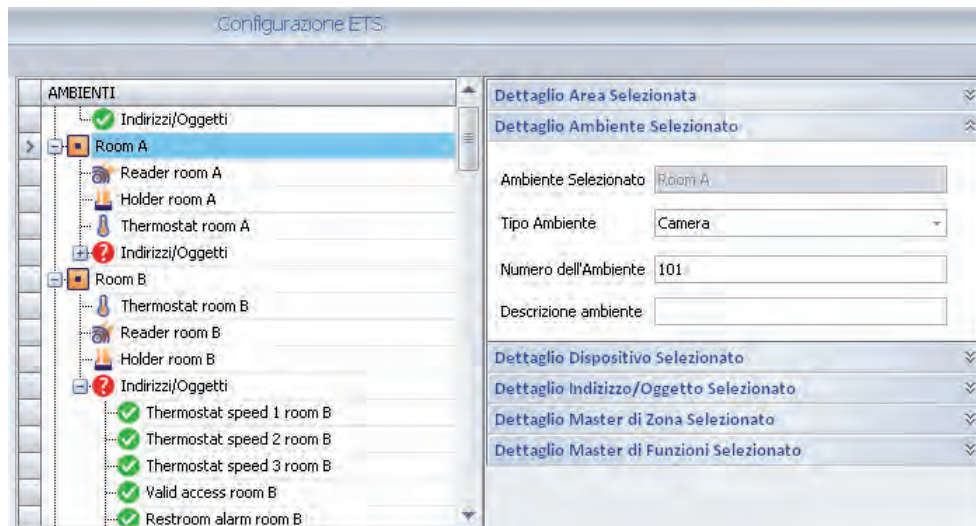 Configurazione ETS
AMBIENTI
Indirizzi/Oggetti
Room A
Reader room A
Holder room A
Thermostat room A
Indirizzi/Oggetti
Room B
Thermostat room B
Reader room B
Holder room B
Indirizzi/Oggetti
Thermostat speed 1 room B
Thermostat speed 2 room B
Thermostat speed 3 room B
Valid access room B
Restroom alarm room B
Dettaglio Area Selezionata
Dettaglio Ambiente Selezionato
Ambiente Selezionato Room A
Tipo Ambiente Camera
Numero dell'Ambiente 101
Descrizione ambiente
Dettaglio Dispositivo Selezionato
Dettaglio Indizizzo/Oggetto Selezionato
Dettaglio Master di Zona Selezionato
Dettaglio Master di Funzioni Selezionato